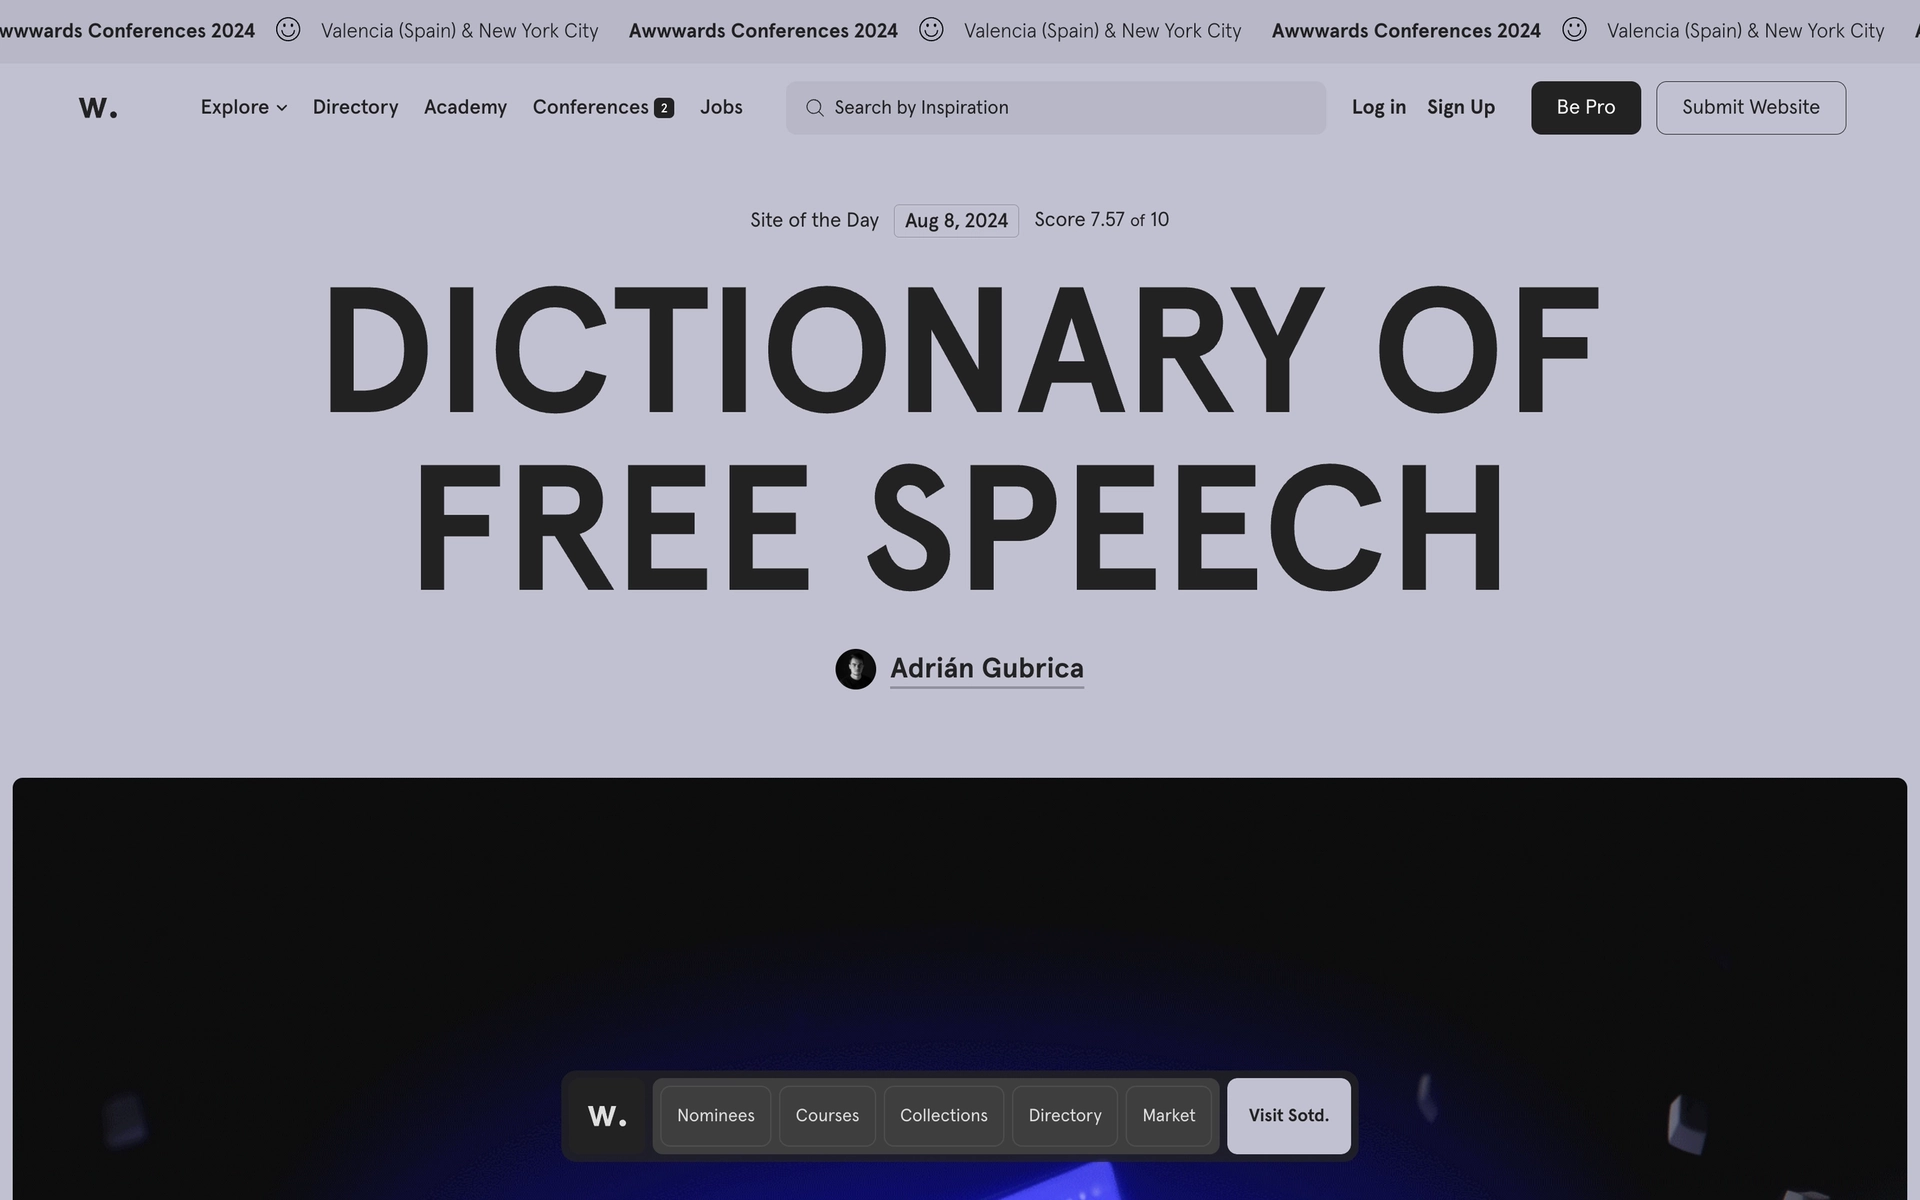 wwwards Conferences 2024 Valencia (Spain) & New York City Awwwards Conferences 2024 Valencia (Spain) & New York City Awwwards Conferences 2024 Valencia (Spain) & New York City
W. Explore Directory Academy Conferences 2 Jobs Search by Inspiration Log in Sign Up Be Pro Submit Website
Site of the Day Aug 8, 2024 Score 7.57 of 10
DICTIONARY OF
FREE SPEECH
Adrián Gubrica
W. Nominees Courses Collections Directory Market Visit Sotd.